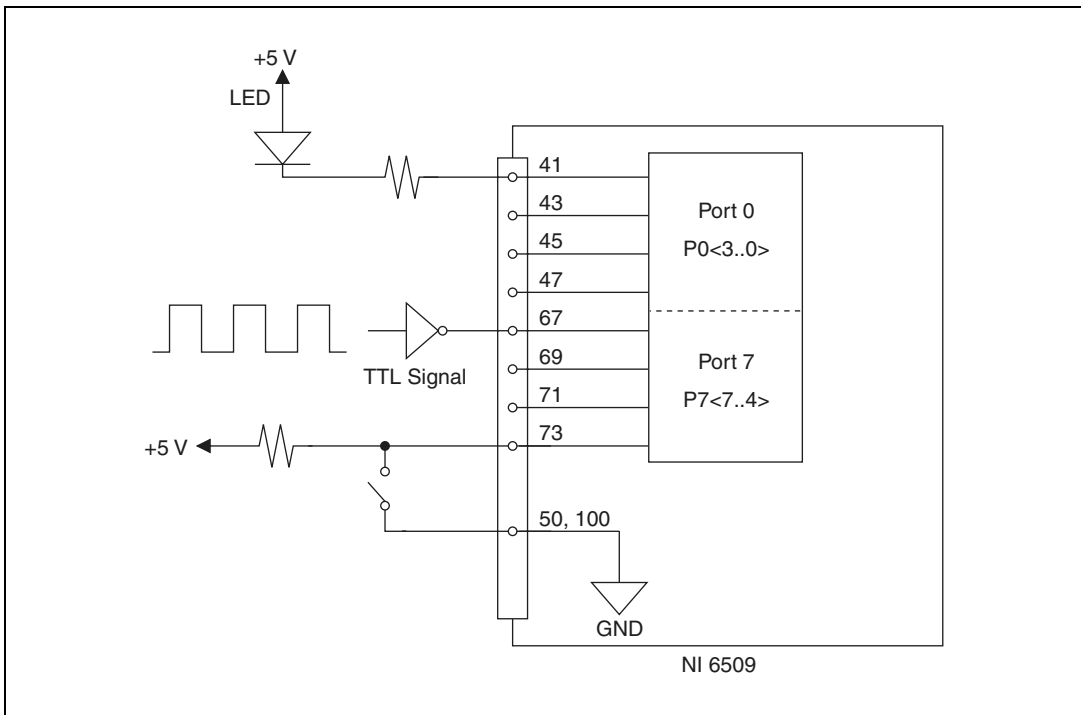 +5 V
LED
41
43
45
47
67
69
71
73
50, 100
Port 0
P0<3..0>
Port 7
P7<7..4>
TTL Signal
+5 V
GND
NI 6509